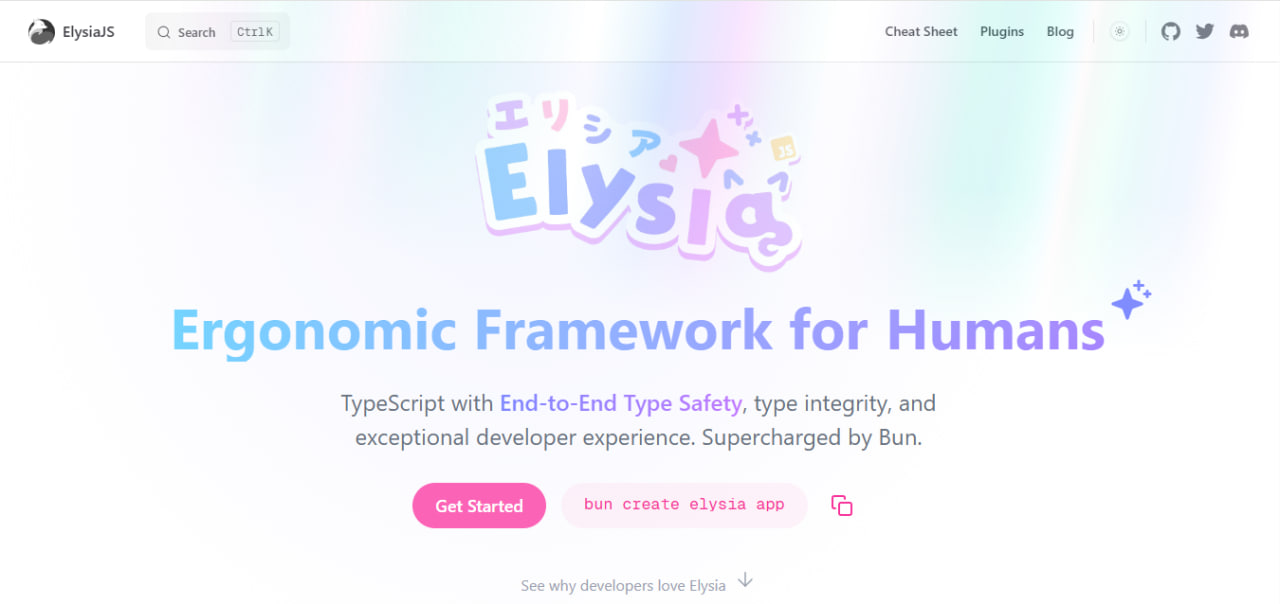 ElysiaJS Search Ctrl K Cheat Sheet Plugins Blog
エリシア
Elysia
JS
Ergonomic Framework for Humans
TypeScript with End-to-End Type Safety, type integrity, and
exceptional developer experience. Supercharged by Bun.
Get Started bun create elysia app
See why developers love Elysia